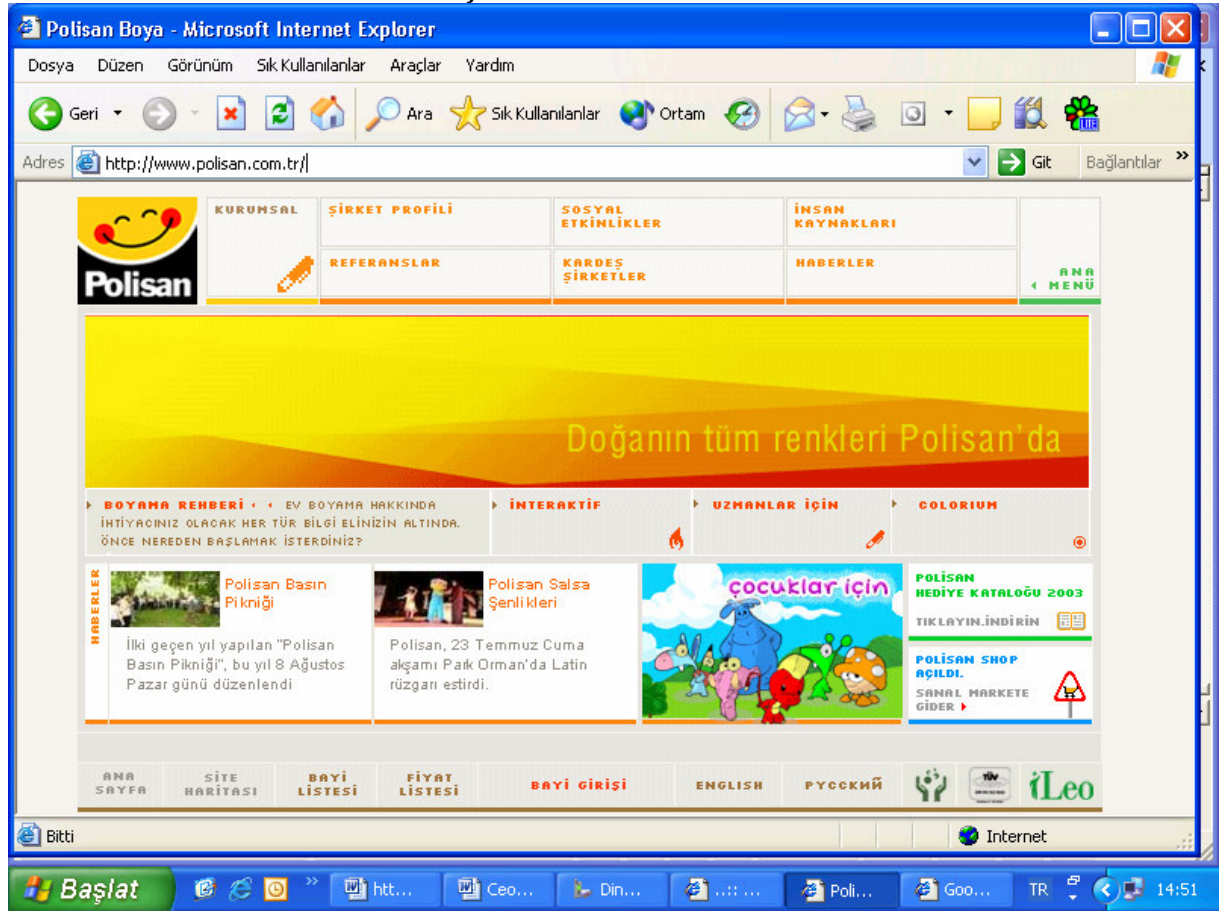 Polisan Boya - Microsoft Internet Explorer
Dosya Düzen Görünüm Sık Kullanılanlar Araçlar Yardım
Geri Ara Sık Kullanılanlar Ortam
Adres http://www.polisan.com.tr/ Git Bağlantılar »
Polisan
KURUMSAL
ŞİRKET PROFİLİ
SOSYAL
ETKİNLİKLER
İNSAN
KAYNAKLARI
REFERANSLAR
KARDEŞ
ŞİRKETLER
HABERLER
ANA
MENÜ
Doğanın tüm renkleri Polisan'da
BOYAMA REHBERİ EV BOYAMA HAKKINDA
İHTİYACINIZ OLACAK HER TÜR BİLGİ ELİNİZİN ALTINDA.
ÖNCE NEREDEN BAŞLAMAK İSTERDİNİZ?
İNTERAKTİF
UZMANLAR İÇİN
COLORIUM
HABERLER
Polisan Basın
Pikniği
İlki geçen yıl yapılan "Polisan
Basın Pikniği", bu yıl 8 Ağustos
Pazar günü düzenlendi
Polisan Salsa
Şenlikleri
Polisan, 23 Temmuz Cuma
akşamı Park Orman'da Latin
rüzgarı estirdi.
çocuklar için
POLİSAN
HEDİYE KATALOĞU 2003
TIKLAYIN.İNDİRİN
POLİSAN SHOP
AÇILDI.
SANAL MARKETE
GİDER
ANA
SAYFA
SİTE
HARİTASI
BAYİ
LİSTESİ
FİYAT
LİSTESİ
BAYİ GİRİŞİ
ENGLISH
РУССКИЙ
TÜV
iLeo
Bitti Internet
Başlat » htt... Ceo... Din... ..:: ... Poli... Goo... TR 14:51